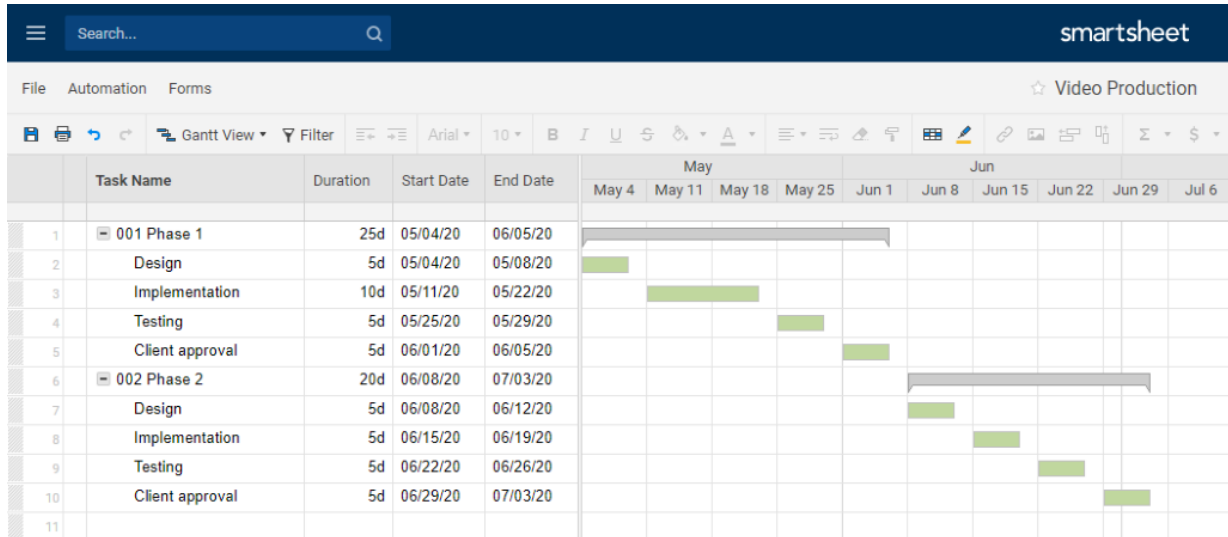 Search... smartsheet
File Automation Forms Video Production
Gantt View Filter Arial 10 B I U S A Σ $
Task Name Duration Start Date End Date May Jun
May 4 May 11 May 18 May 25 Jun 1 Jun 8 Jun 15 Jun 22 Jun 29 Jul 6
1 001 Phase 1 25d 05/04/20 06/05/20
2 Design 5d 05/04/20 05/08/20
3 Implementation 10d 05/11/20 05/22/20
4 Testing 5d 05/25/20 05/29/20
5 Client approval 5d 06/01/20 06/05/20
6 002 Phase 2 20d 06/08/20 07/03/20
7 Design 5d 06/08/20 06/12/20
8 Implementation 5d 06/15/20 06/19/20
9 Testing 5d 06/22/20 06/26/20
10 Client approval 5d 06/29/20 07/03/20
11